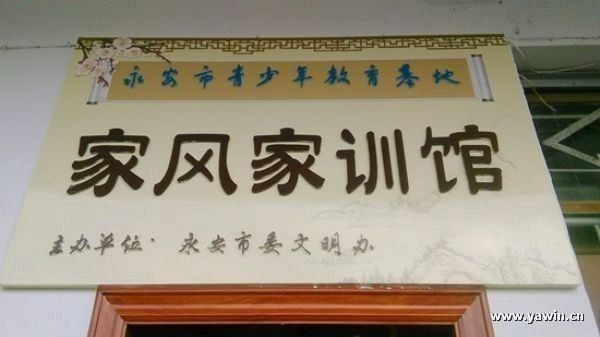 永安市青少年教育基地
家风家训馆
主办单位· 永安市委文明办
www.yawin.cn